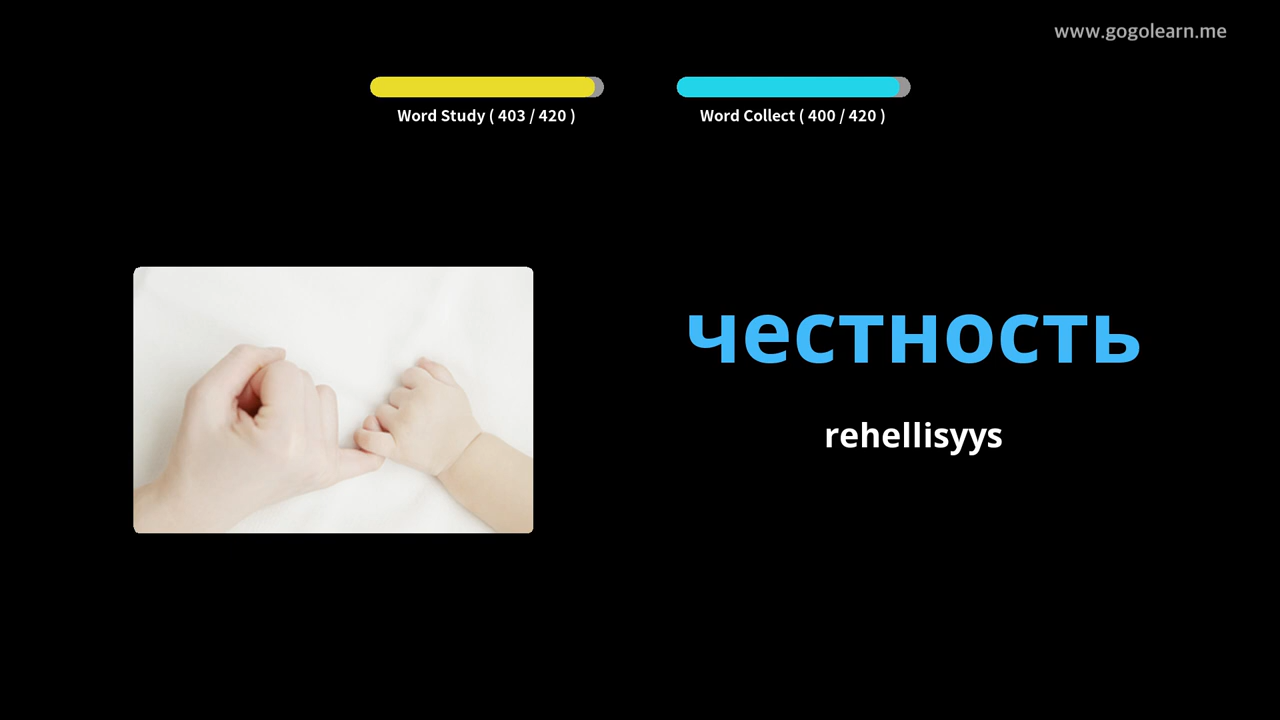 www.gogolearn.me
Word Study ( 403 / 420 )
Word Collect ( 400 / 420 )
честность
rehellisyys